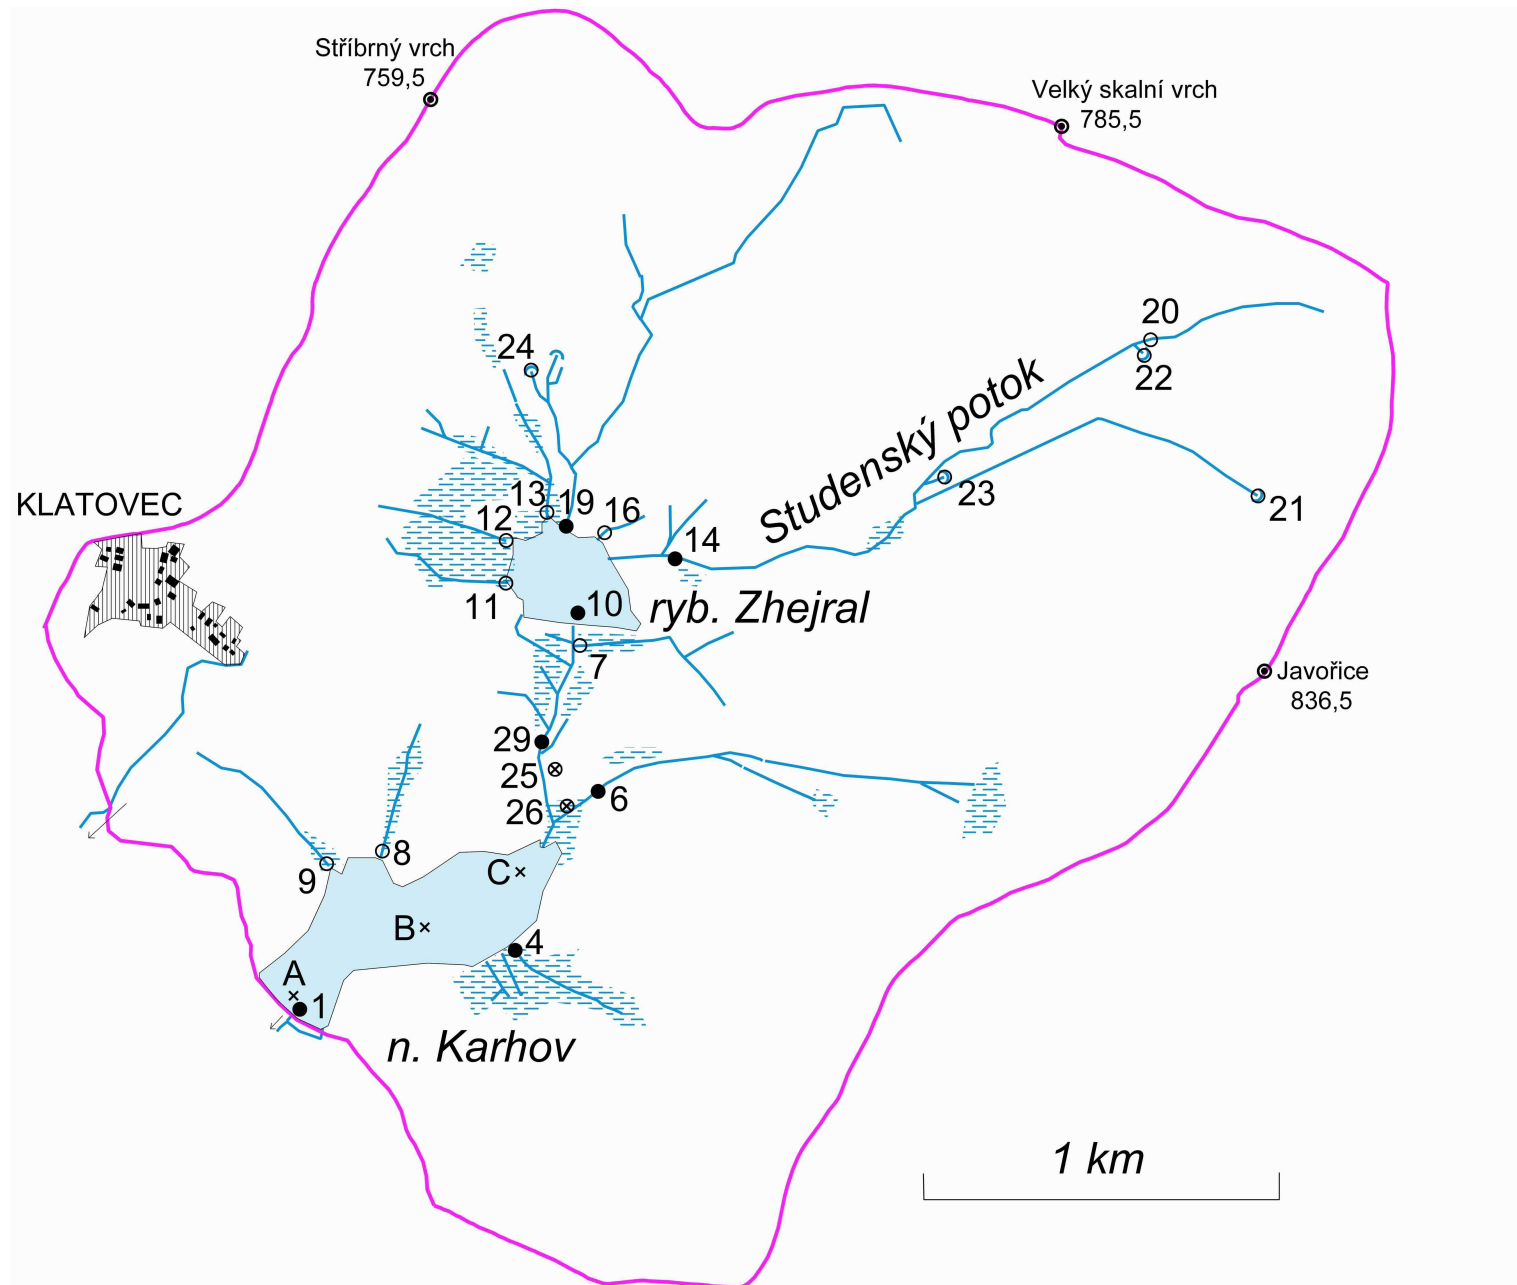 Stříbrný vrch
759,5
Velký skalní vrch
785,5
20
22
24
Studenský potok
23
21
KLATOVEC
13
19
16
12
14
11
10
ryb. Zhejral
7
Javořice
836,5
29
25
26
6
8
9
C
B
4
A
1
n. Karhov
1 km